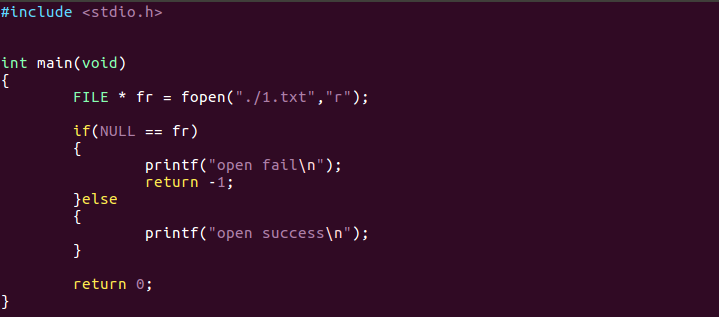 #include <stdio.h>
int main(void)
{
        FILE * fr = fopen("./1.txt","r");
        if(NULL == fr)
        {
                printf("open fail\n");
                return -1;
        }else
        {
                printf("open success\n");
        }
        return 0;
}